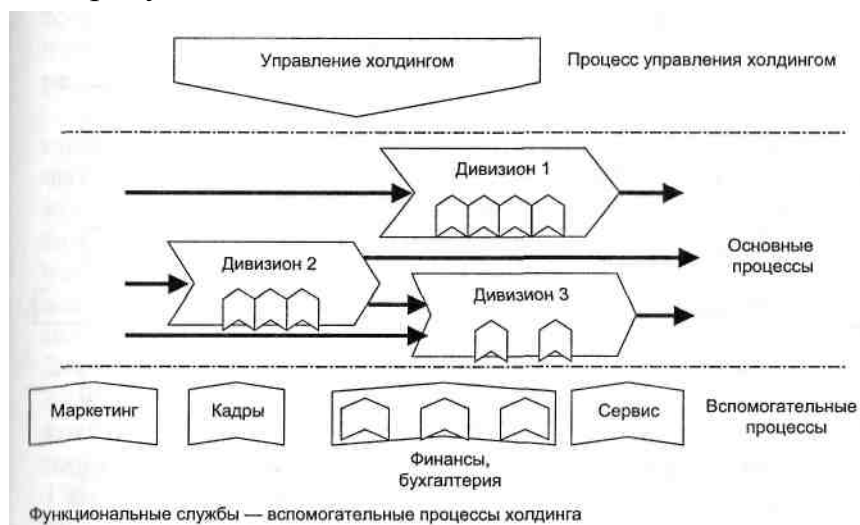 Управление холдингом
Процесс управления холдингом
Дивизион 1
Основные
процессы
Дивизион 2
Дивизион 3
Маркетинг
Кадры
Сервис
Вспомогательные
процессы
Финансы,
бухгалтерия
Функциональные службы — вспомогательные процессы холдинга